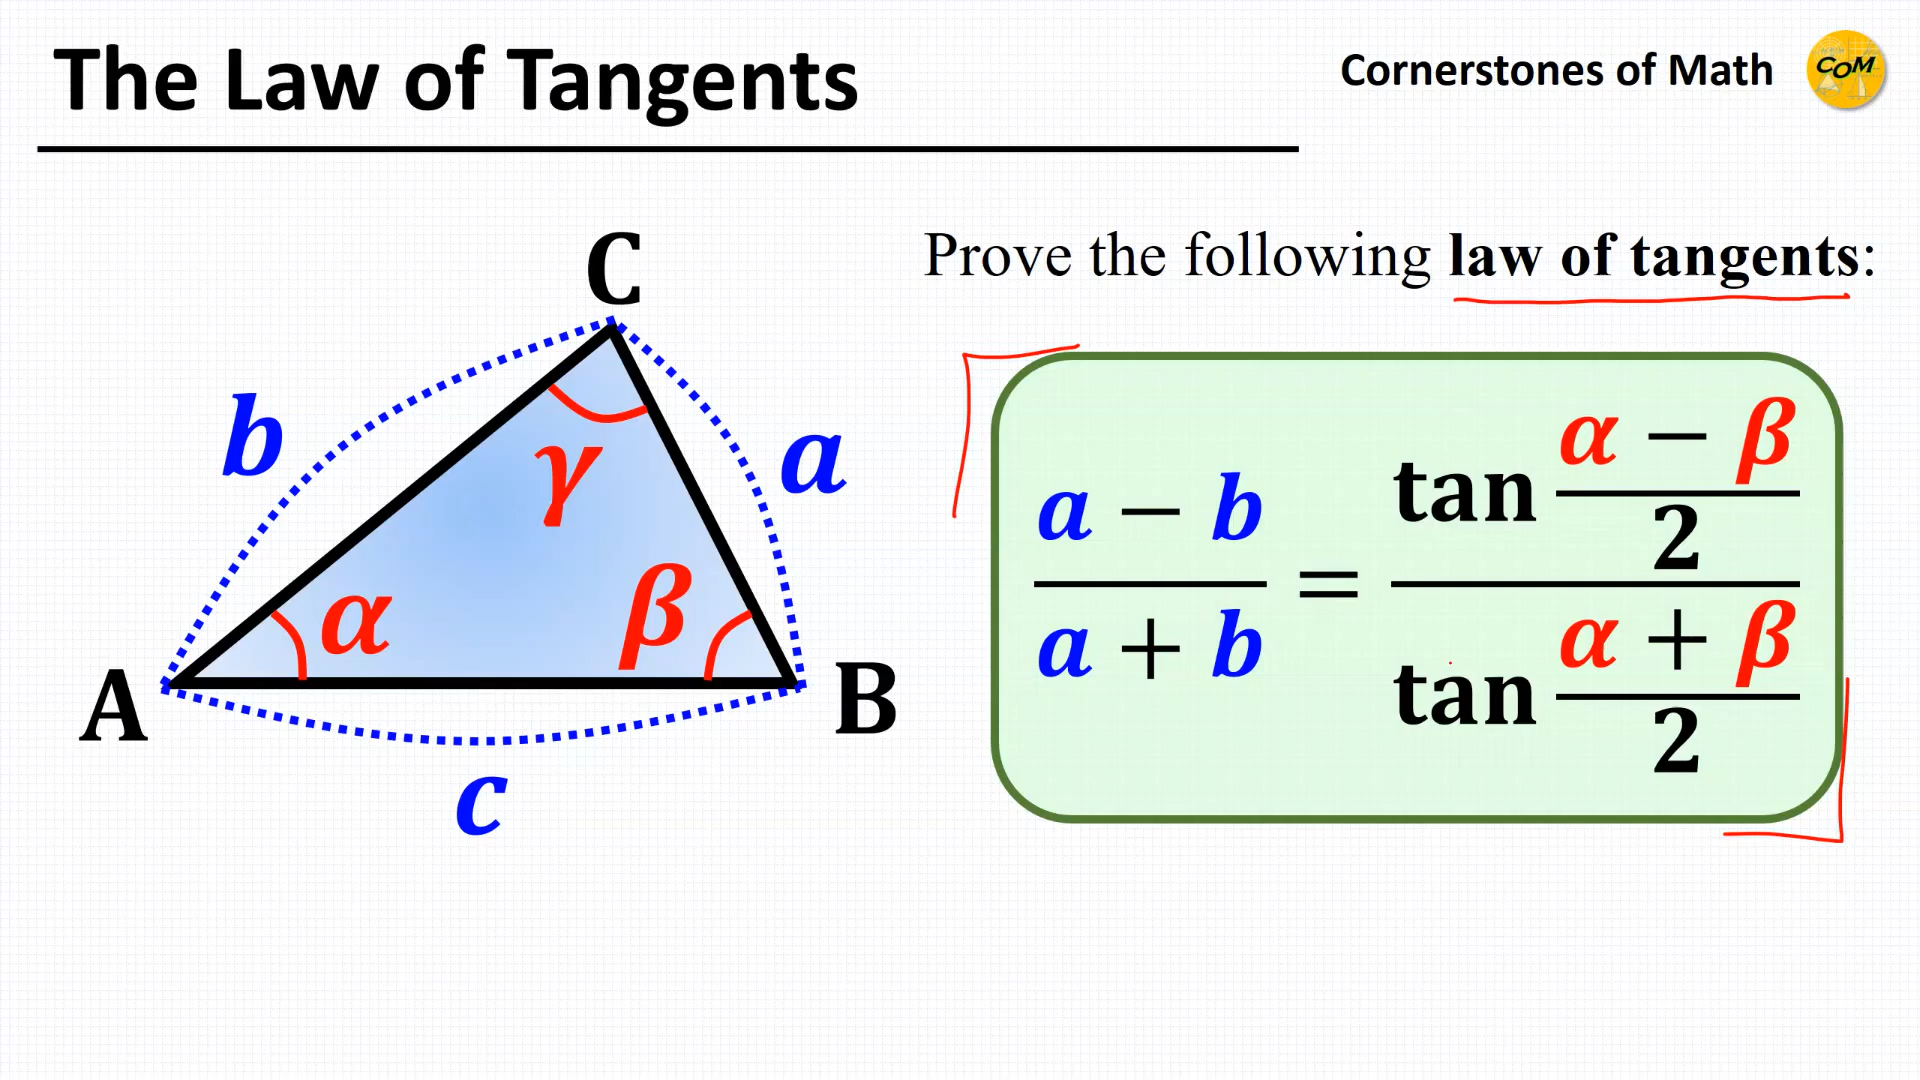 The Law of Tangents
Cornerstones of Math
COM
Prove the following law of tangents:
C
b
a
γ
α
β
A
B
c
a − b
a + b
=
tan α − β
2
tan α + β
2